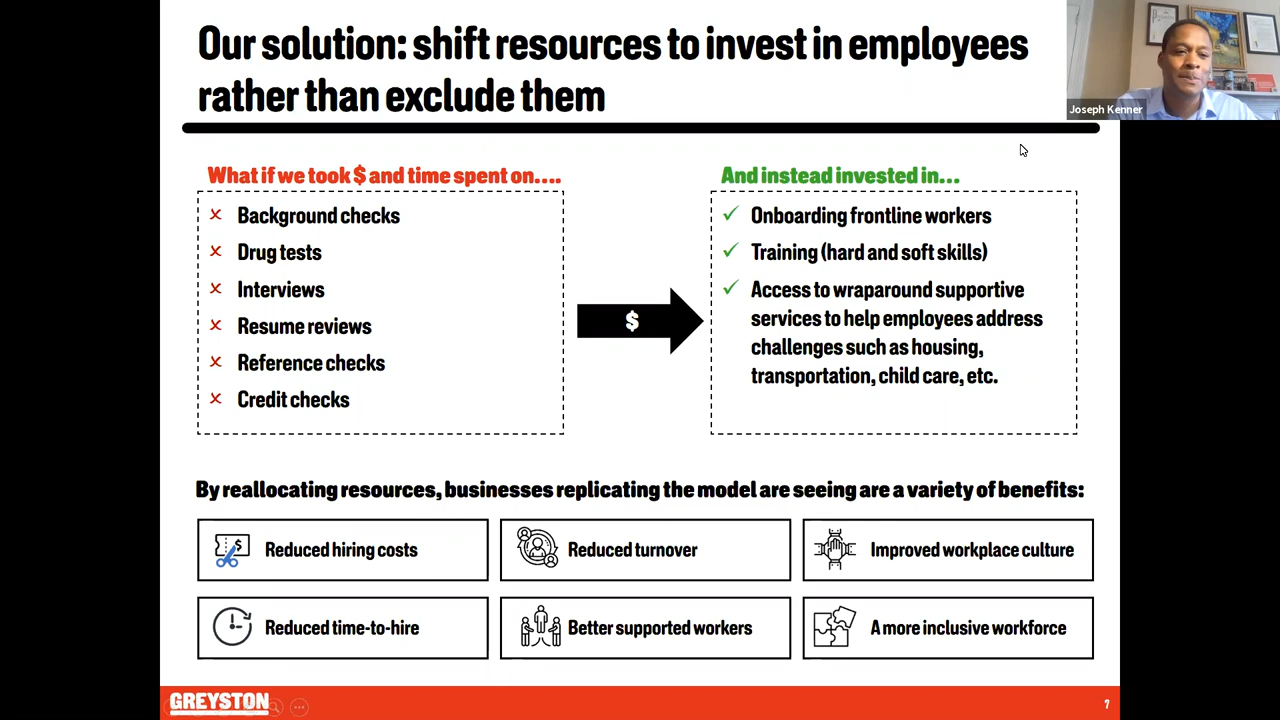 Our solution: shift resources to invest in employees
rather than exclude them
Joseph Kenner
What if we took $ and time spent on....
Background checks
Drug tests
Interviews
Resume reviews
Reference checks
Credit checks
$
And instead invested in...
Onboarding frontline workers
Training (hard and soft skills)
Access to wraparound supportive
services to help employees address
challenges such as housing,
transportation, child care, etc.
By reallocating resources, businesses replicating the model are seeing are a variety of benefits:
$
Reduced hiring costs
Reduced turnover
Improved workplace culture
Reduced time-to-hire
Better supported workers
A more inclusive workforce
GREYSTON
7